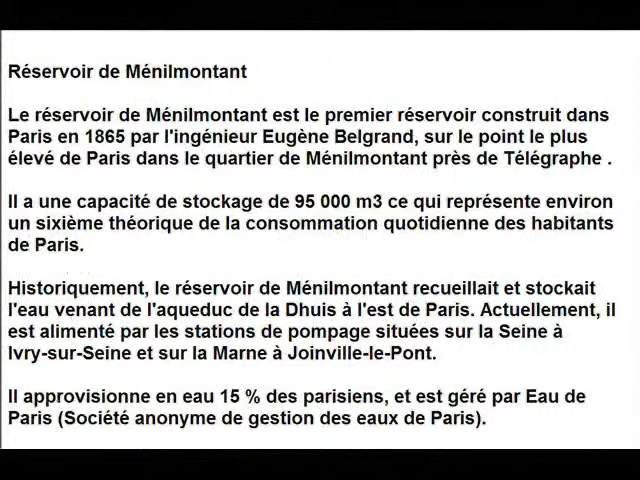 Réservoir de Ménilmontant
Le réservoir de Ménilmontant est le premier réservoir construit dans
Paris en 1865 par l'ingénieur Eugène Belgrand, sur le point le plus
élevé de Paris dans le quartier de Ménilmontant près de Télégraphe .
Il a une capacité de stockage de 95 000 m3 ce qui représente environ
un sixième théorique de la consommation quotidienne des habitants
de Paris.
Historiquement, le réservoir de Ménilmontant recueillait et stockait
l'eau venant de l'aqueduc de la Dhuis à l'est de Paris. Actuellement, il
est alimenté par les stations de pompage situées sur la Seine à
Ivry-sur-Seine et sur la Marne à Joinville-le-Pont.
Il approvisionne en eau 15 % des parisiens, et est géré par Eau de
Paris (Société anonyme de gestion des eaux de Paris).